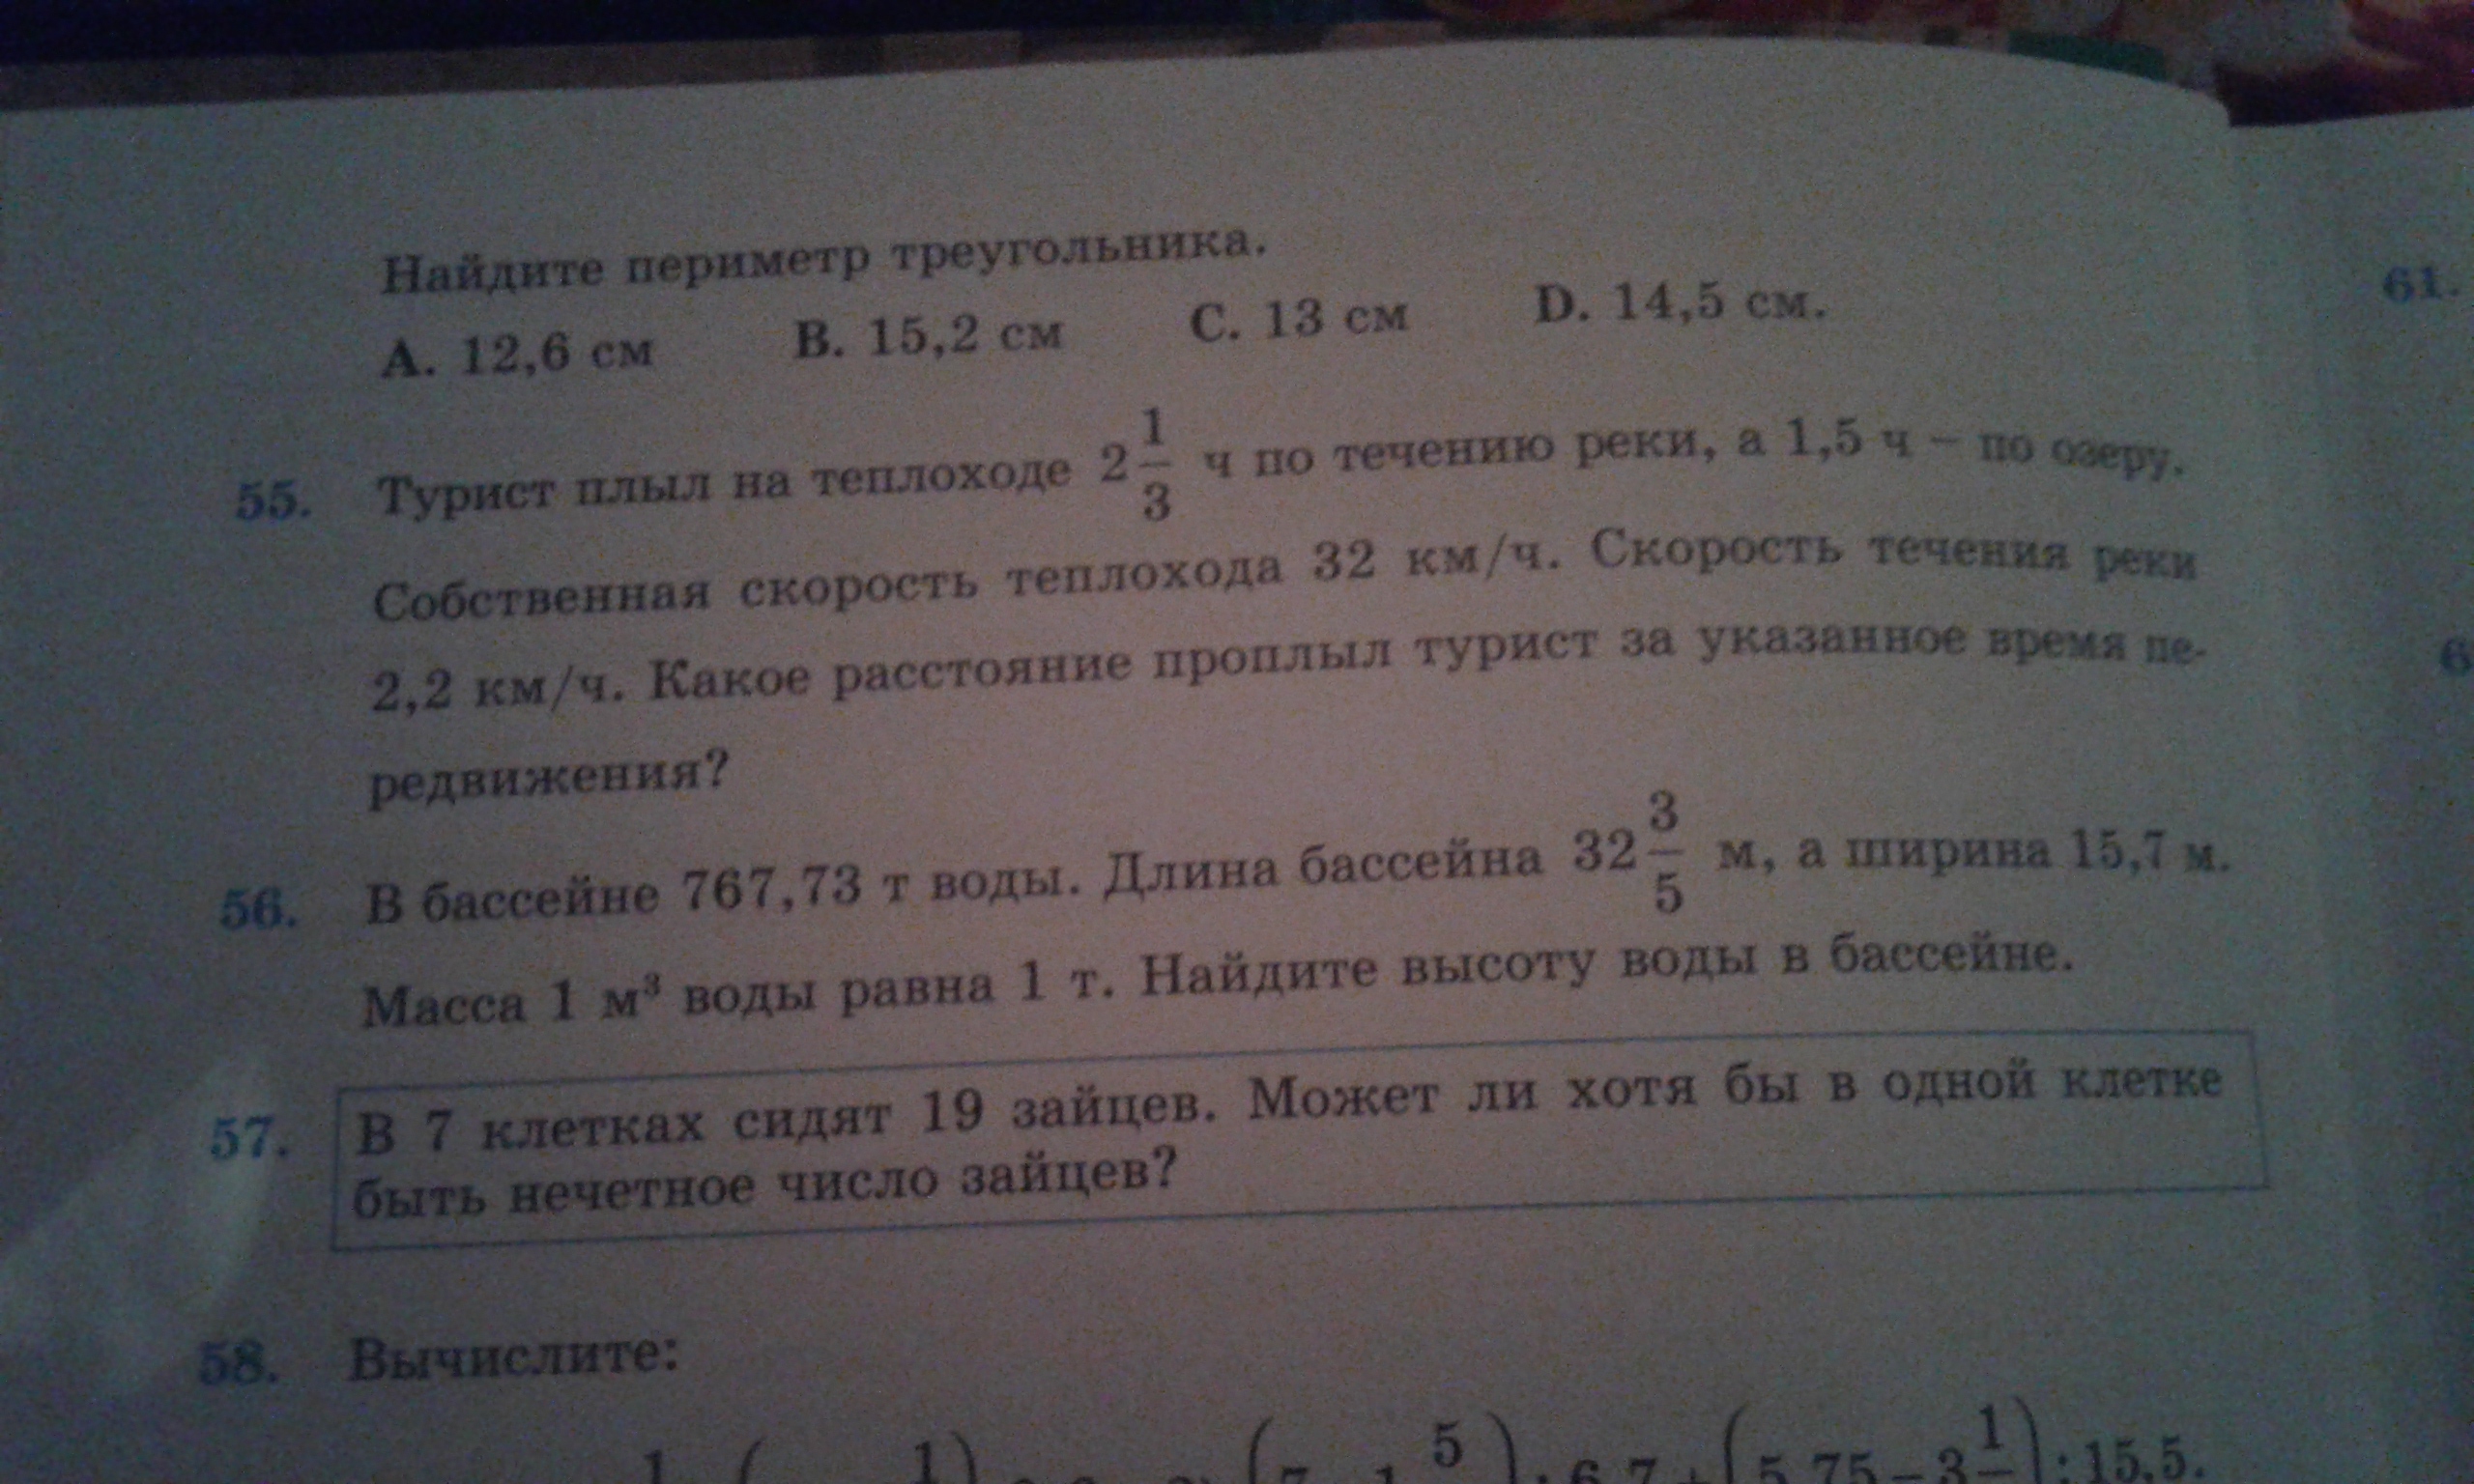 Найдите периметр треугольника.
A. 12,6 см B. 15,2 см C. 13 см D. 14,5 см.
55. Турист плыл на теплоходе 2 1/3 ч по течению реки, а 1,5 ч – по озеру.
Собственная скорость теплохода 32 км/ч. Скорость течения реки
2,2 км/ч. Какое расстояние проплыл турист за указанное время пе-
редвижения?
56. В бассейне 767,73 т воды. Длина бассейна 32 3/5 м, а ширина 15,7 м.
Масса 1 м³ воды равна 1 т. Найдите высоту воды в бассейне.
57. В 7 клетках сидят 19 зайцев. Может ли хотя бы в одной клетке
быть нечетное число зайцев?
58. Вычислите:
61.